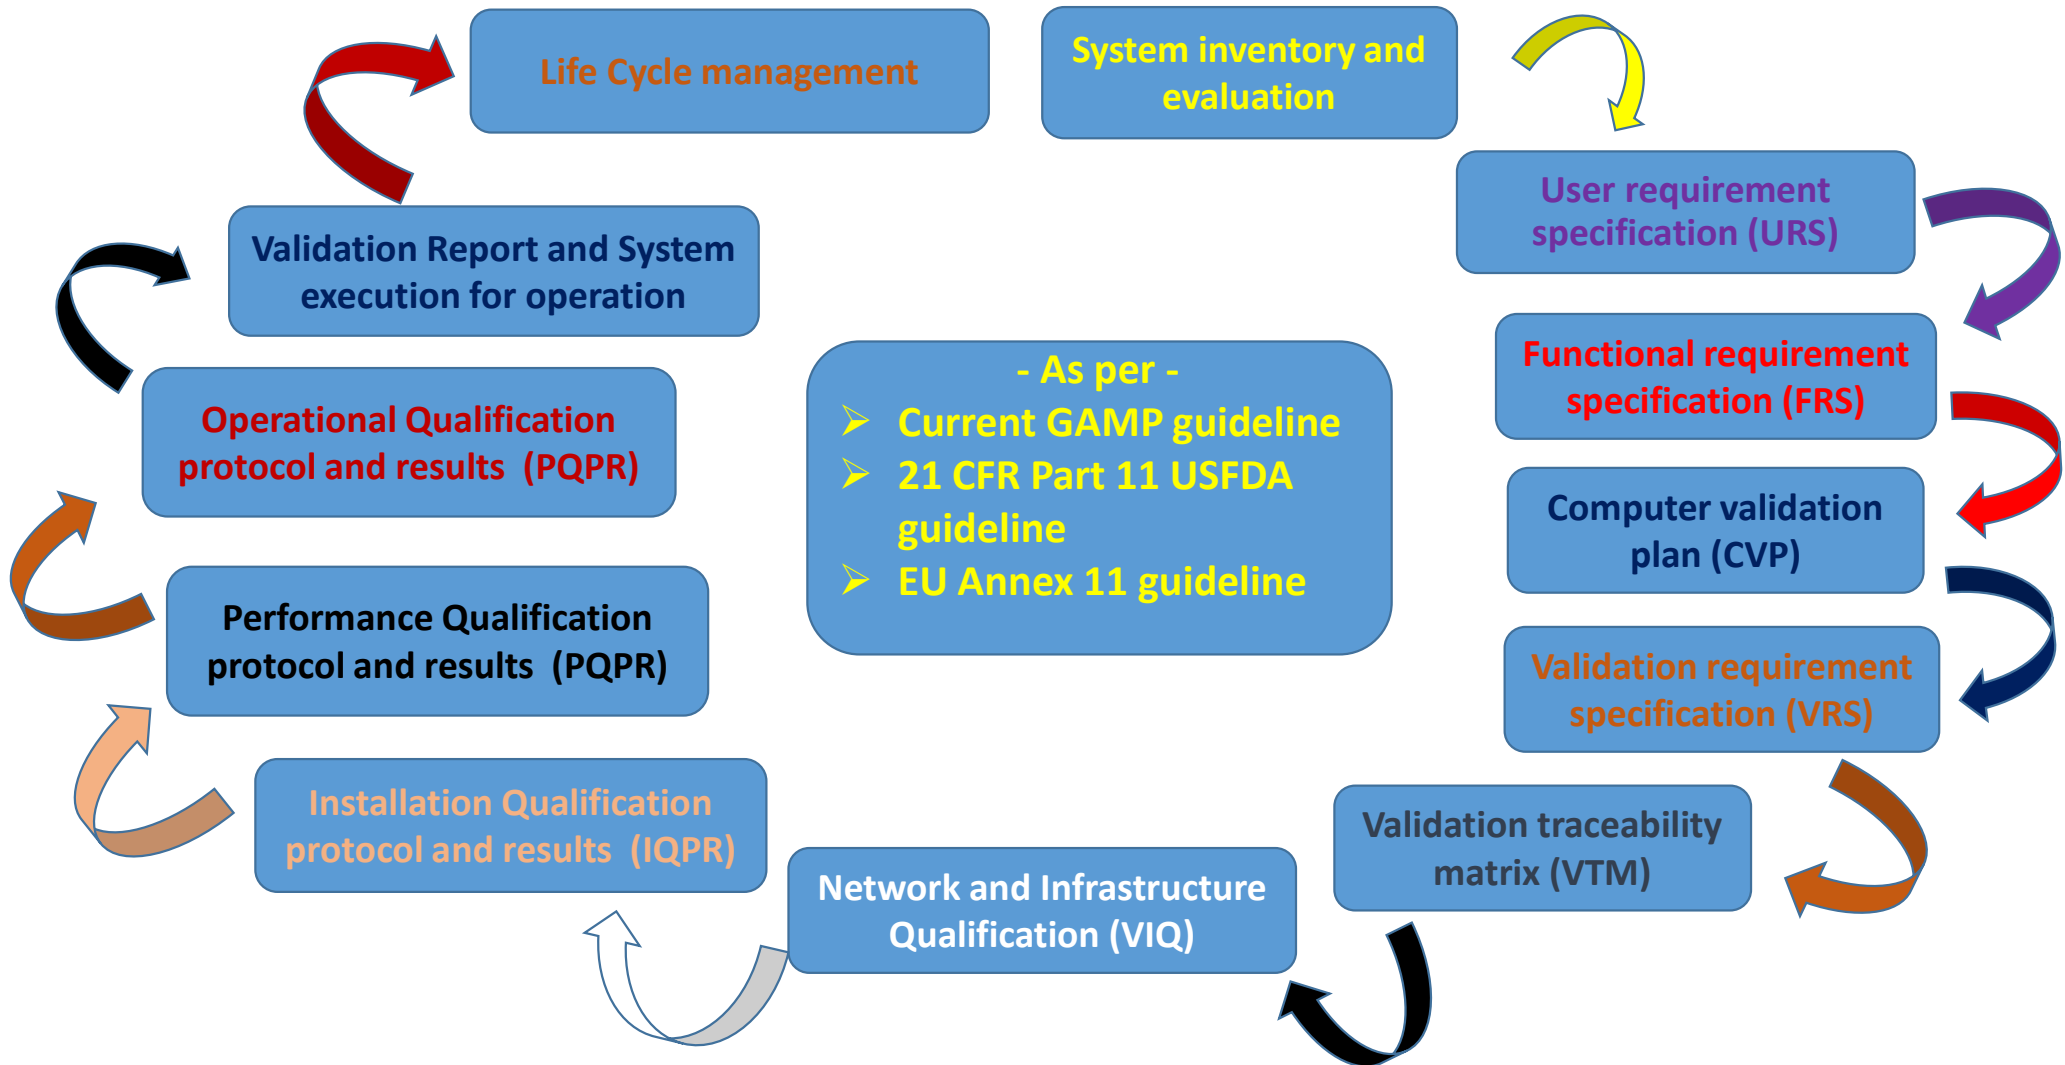 Life Cycle management
System inventory and
evaluation
User requirement
specification (URS)
Functional requirement
specification (FRS)
Computer validation
plan (CVP)
Validation requirement
specification (VRS)
Validation traceability
matrix (VTM)
Network and Infrastructure
Qualification (VIQ)
Installation Qualification
protocol and results  (IQPR)
Performance Qualification
protocol and results  (PQPR)
Operational Qualification
protocol and results  (PQPR)
Validation Report and System
execution for operation
- As per -
➢ Current GAMP guideline
➢ 21 CFR Part 11 USFDA
guideline
➢ EU Annex 11 guideline